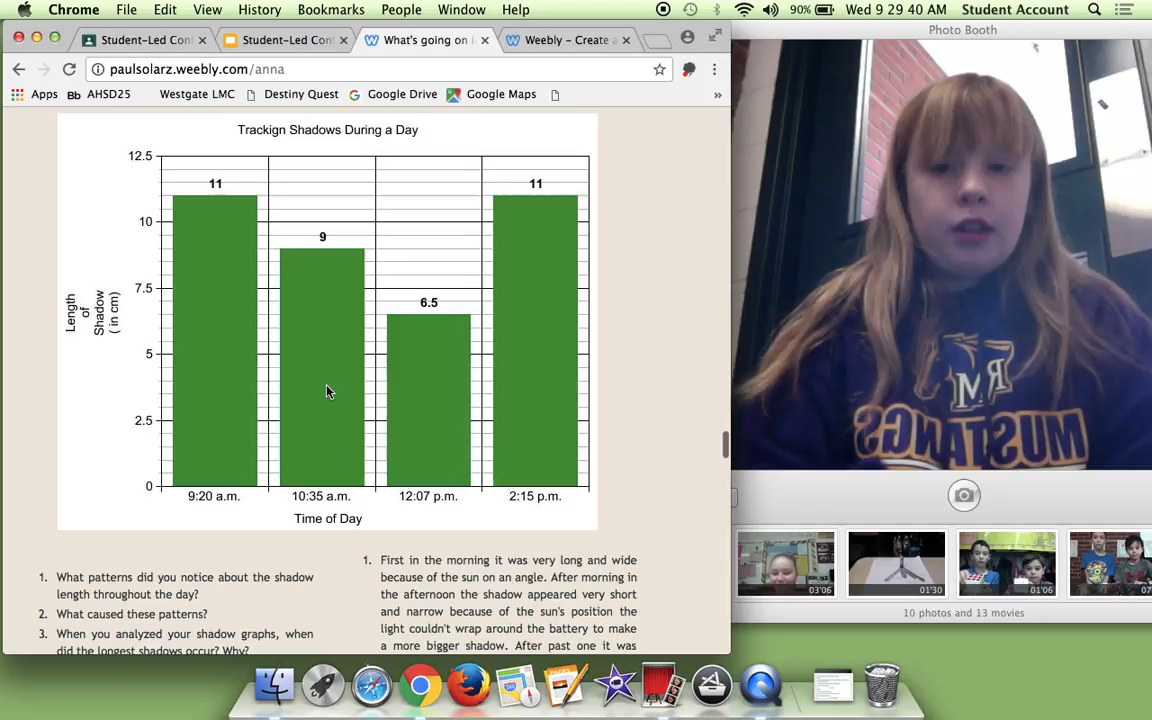 Chrome File Edit View History Bookmarks People Window Help 90% Wed 9 29 40 AM Student Account
Student-Led Con
Student-Led Con
What's going on i
Weebly - Create a
paulsolarz.weebly.com/anna
Apps Bb AHSD25 Westgate LMC Destiny Quest Google Drive Google Maps »
Photo Booth
Trackign Shadows During a Day
12.5
10
7.5
5
2.5
0
Length
of
Shadow
( in cm)
11
9
6.5
11
9:20 a.m.
10:35 a.m.
12:07 p.m.
2:15 p.m.
Time of Day
1. What patterns did you notice about the shadow
length throughout the day?
2. What caused these patterns?
3. When you analyzed your shadow graphs, when
did the longest shadows occur? Why?
1. First in the morning it was very long and wide
because of the sun on an angle. After morning in
the afternoon the shadow appeared very short
and narrow because of the sun's position the
light couldn't wrap around the battery to make
a more bigger shadow. After past one it was
M R
MUSTANGS
03'06
01'30
01'06
10 photos and 13 movies